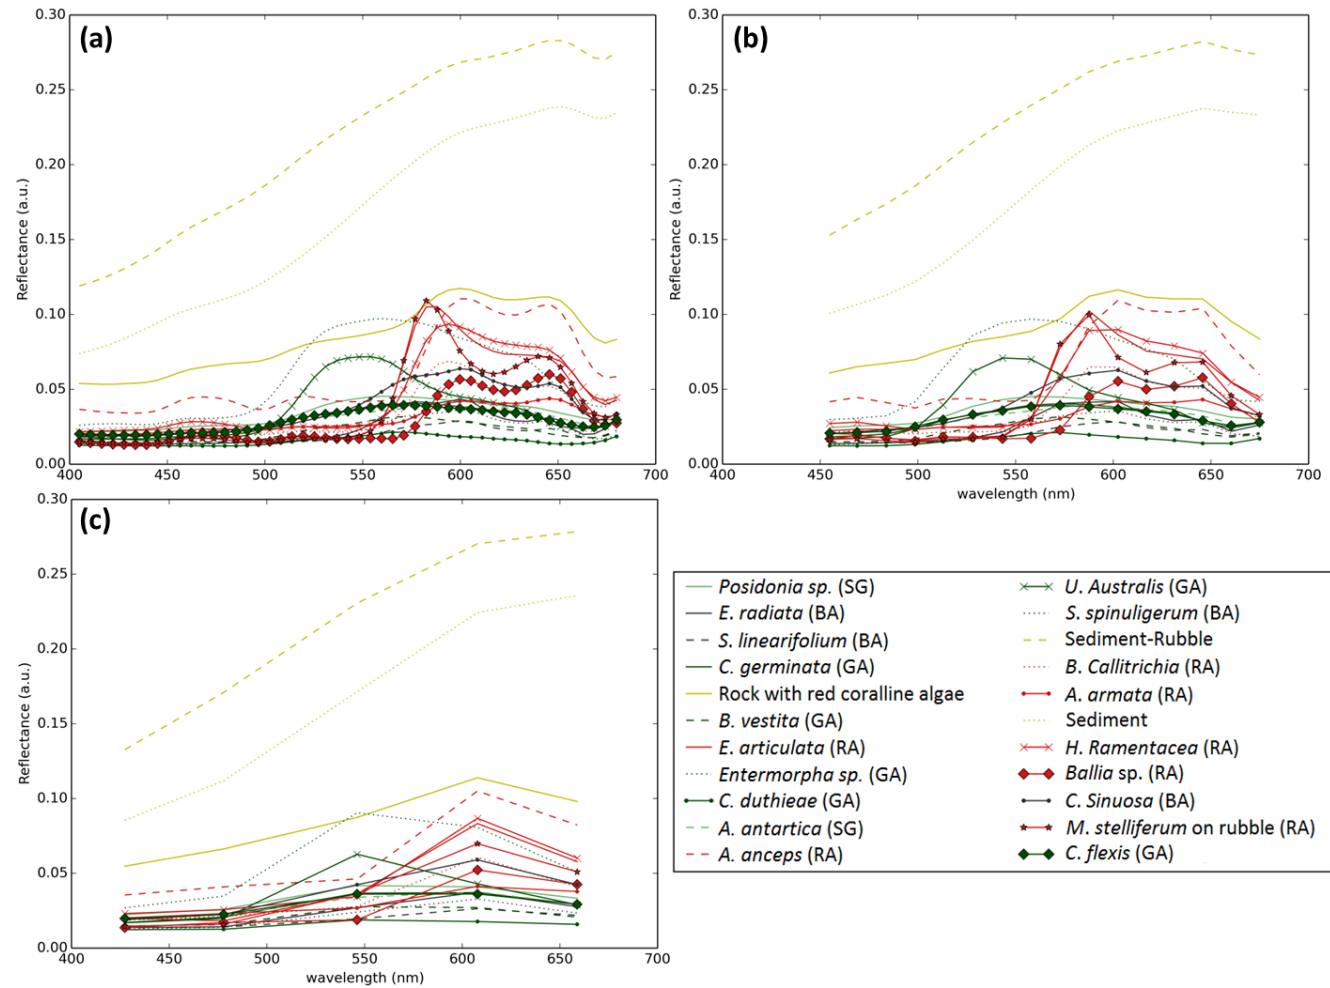 (a)
0.30
0.25
0.20
0.15
0.10
0.05
0.00
Reflectance (a.u.)
400 450 500 550 600 650 700
(b)
0.30
0.25
0.20
0.15
0.10
0.05
0.00
Reflectance (a.u.)
400 450 500 550 600 650 700
wavelength (nm)
(c)
0.30
0.25
0.20
0.15
0.10
0.05
0.00
Reflectance (a.u.)
400 450 500 550 600 650 700
wavelength (nm)
Posidonia sp. (SG)
E. radiata (BA)
S. linearifolium (BA)
C. germinata (GA)
Rock with red coralline algae
B. vestita (GA)
E. articulata (RA)
Entermorpha sp. (GA)
C. duthieae (GA)
A. antartica (SG)
A. anceps (RA)
U. Australis (GA)
S. spinuligerum (BA)
Sediment-Rubble
B. Callitrichia (RA)
A. armata (RA)
Sediment
H. Ramentacea (RA)
Ballia sp. (RA)
C. Sinuosa (BA)
M. stelliferum on rubble (RA)
C. flexis (GA)